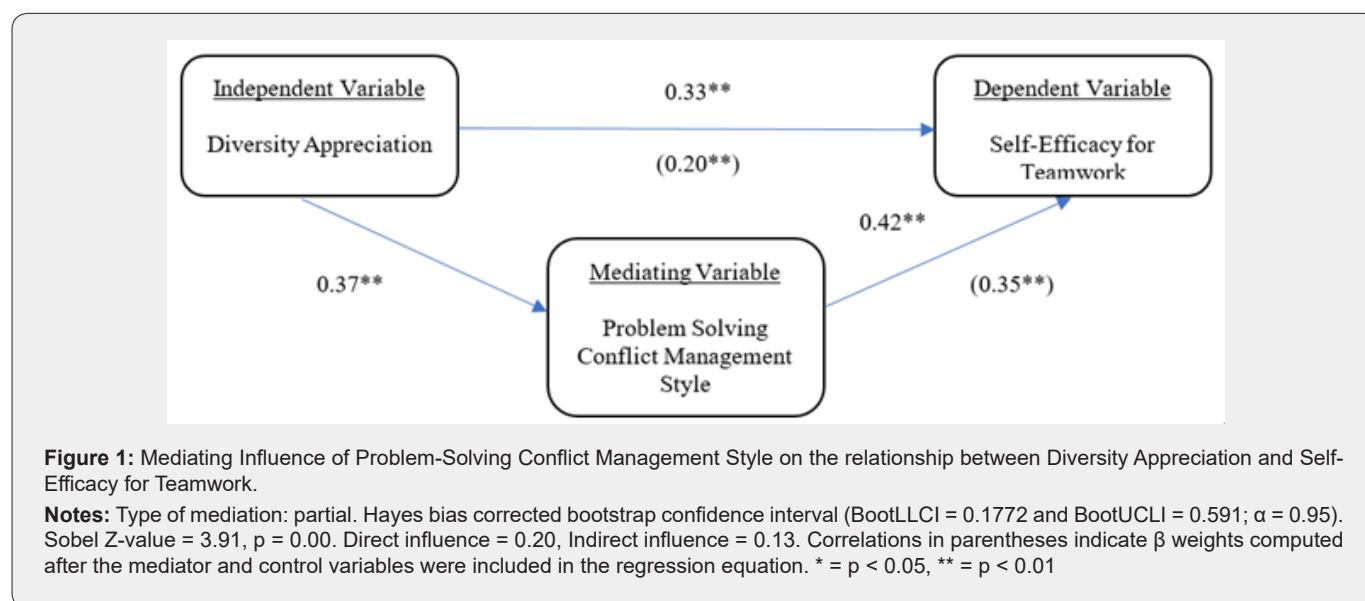 Independent Variable
Diversity Appreciation
0.33**
(0.20**)
Dependent Variable
Self-Efficacy for
Teamwork
0.37**
Mediating Variable
Problem Solving
Conflict Management
Style
0.42**
(0.35**)
Figure 1: Mediating Influence of Problem-Solving Conflict Management Style on the relationship between Diversity Appreciation and Self-
Efficacy for Teamwork.
Notes: Type of mediation: partial. Hayes bias corrected bootstrap confidence interval (BootLLCI = 0.1772 and BootUCLI = 0.591; α = 0.95).
Sobel Z-value = 3.91, p = 0.00. Direct influence = 0.20, Indirect influence = 0.13. Correlations in parentheses indicate β weights computed
after the mediator and control variables were included in the regression equation. * = p < 0.05, ** = p < 0.01